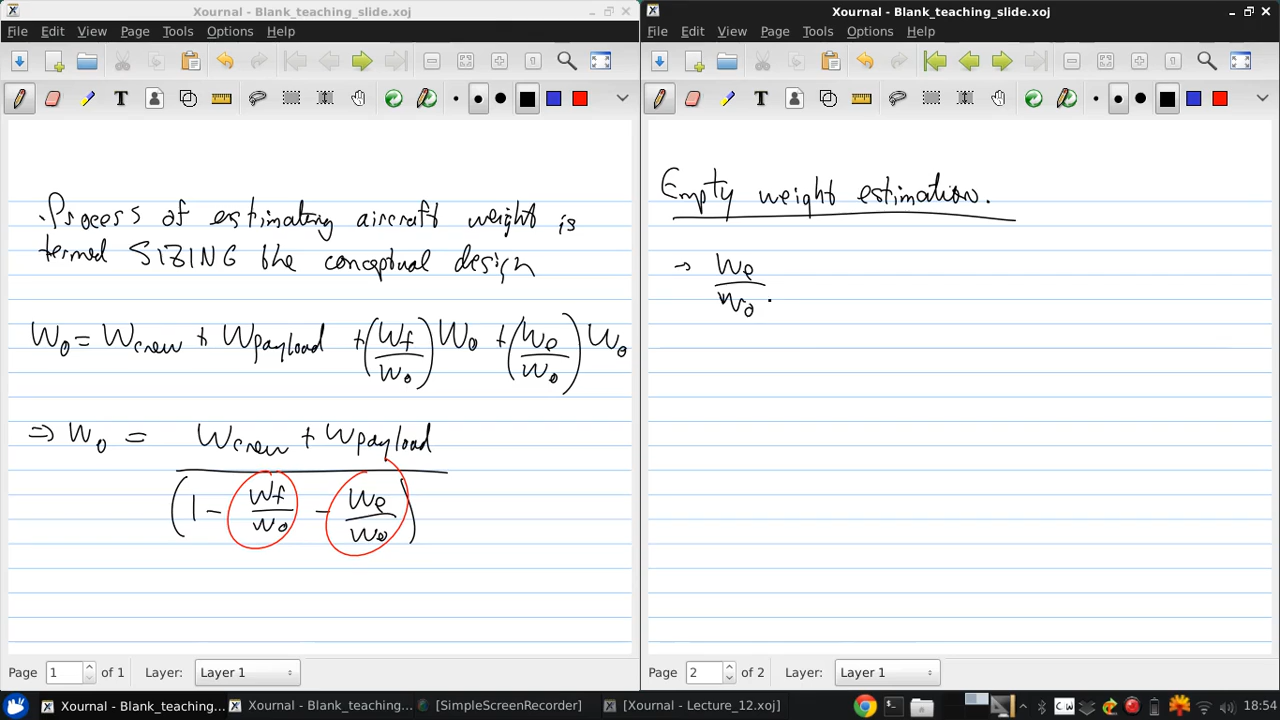 Xournal - Blank_teaching_slide.xoj
File Edit View Page Tools Options Help
.Process of estimating aircraft weight is
termed SIZING the conceptual design
W0 = Wcrew + Wpayload + (Wf/W0) W0 + (We/W0) W0
⇒ W0 = Wcrew + Wpayload
(1 - Wf/W0 - We/W0)
Page 1 of 1 Layer: Layer 1
Xournal - Blank_teaching_slide.xoj
File Edit View Page Tools Options Help
Empty weight estimation.
→ We
W0
Page 2 of 2 Layer: Layer 1
Xournal - Blank_teaching.... Xournal - Blank_teaching.... [SimpleScreenRecorder] [Xournal - Lecture_12.xoj] CW 18:54